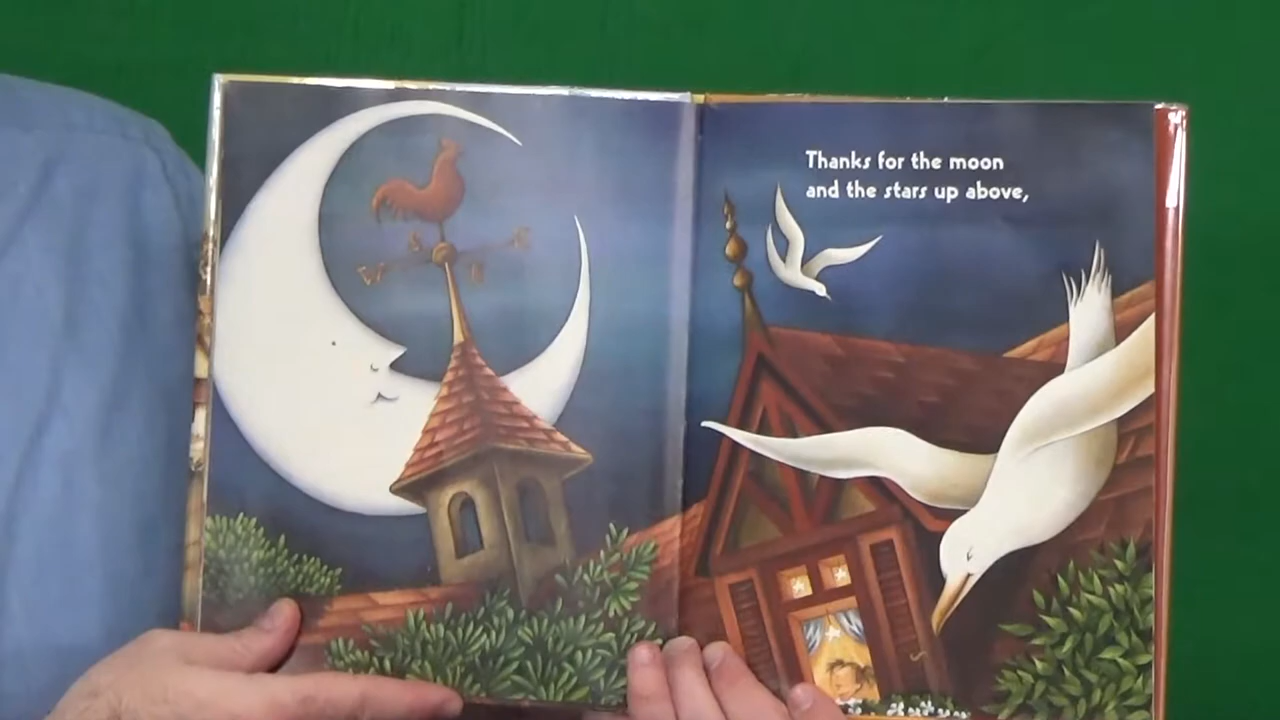 W
Thanks for the moon
and the stars up above,